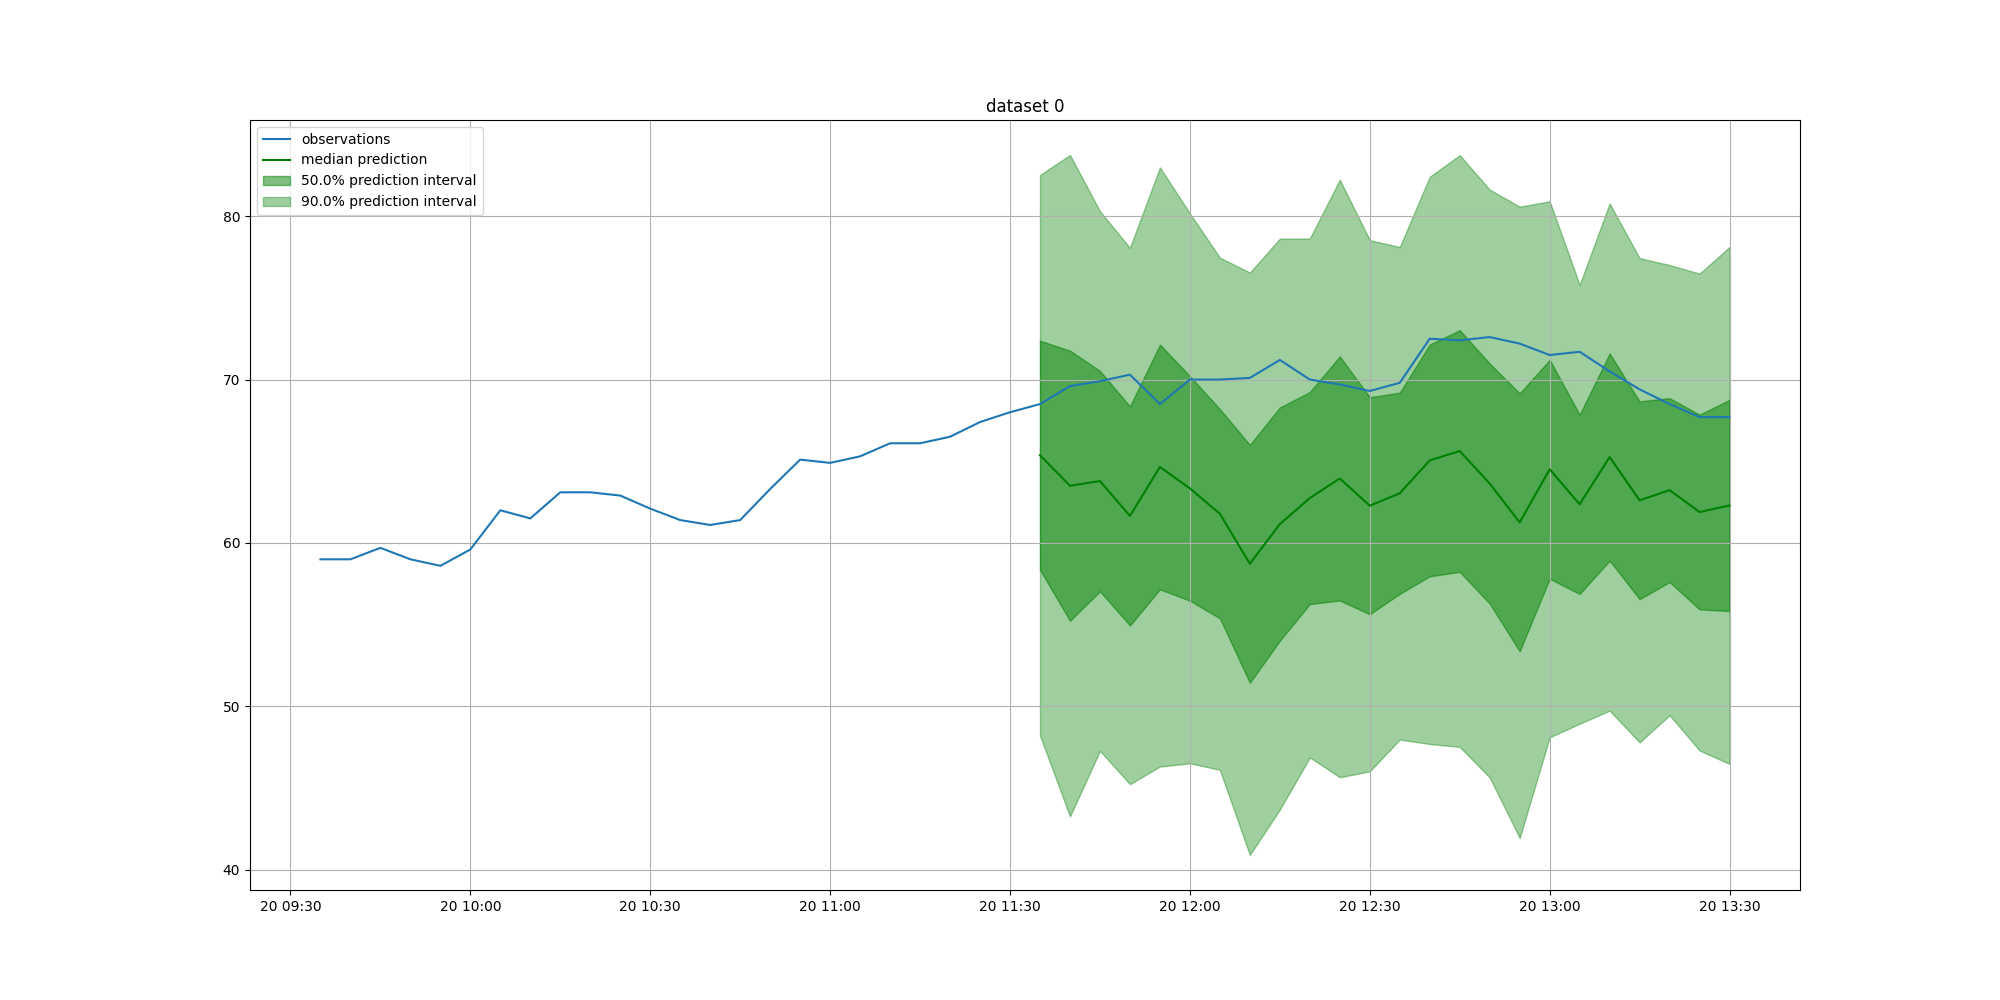 dataset 0
observations
median prediction
50.0% prediction interval
90.0% prediction interval
80
70
60
50
40
20 09:30 20 10:00 20 10:30 20 11:00 20 11:30 20 12:00 20 12:30 20 13:00 20 13:30